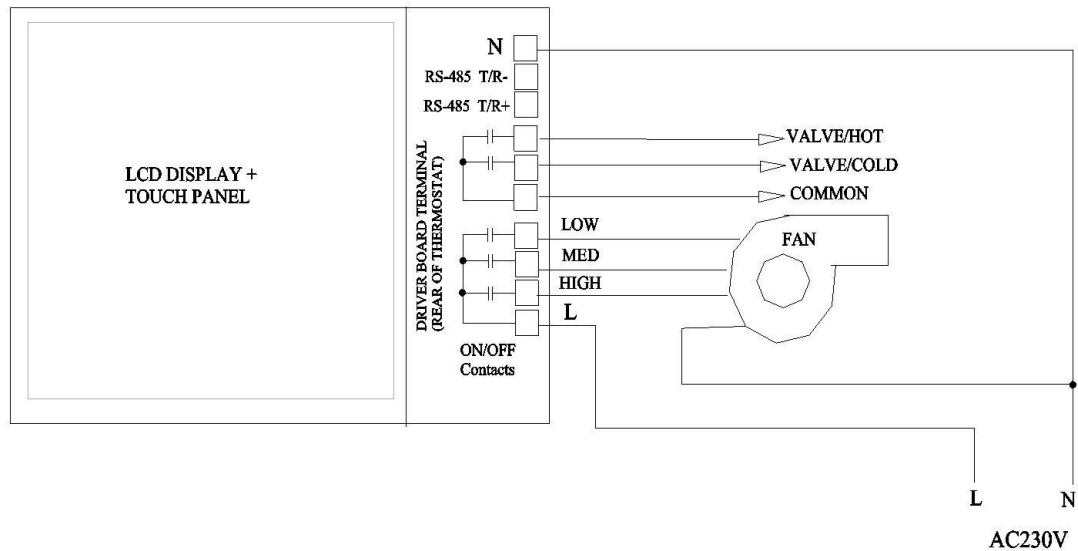 N
RS-485 T/R-
RS-485 T/R+
LCD DISPLAY +
TOUCH PANEL
DRIVER BOARD TERMINAL
(REAR OF THERMOSTAT)
VALVE/HOT
VALVE/COLD
COMMON
LOW
MED
HIGH
L
FAN
ON/OFF
Contacts
L
N
AC230V